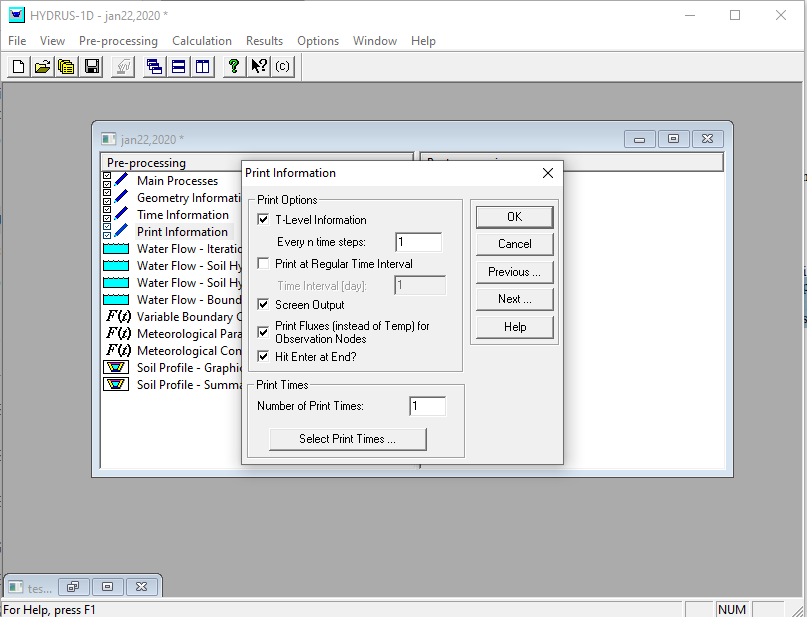 HYDRUS-1D - jan22,2020 *
File View Pre-processing Calculation Results Options Window Help
jan22,2020 *
Pre-processing
Main Processes
Geometry Informati
Time Information
Print Information
Water Flow - Iteratio
Water Flow - Soil Hy
Water Flow - Soil Hy
Water Flow - Bound
F(t) Variable Boundary C
F(t) Meteorological Para
F(t) Meteorological Con
Soil Profile - Graphic
Soil Profile - Summa
Print Information
Print Options
T-Level Information
Every n time steps: 1
Print at Regular Time Interval
Time Interval [day]: 1
Screen Output
Print Fluxes (instead of Temp) for
Observation Nodes
Hit Enter at End?
Print Times
Number of Print Times: 1
Select Print Times ...
OK
Cancel
Previous ...
Next ...
Help
tes...
For Help, press F1
NUM